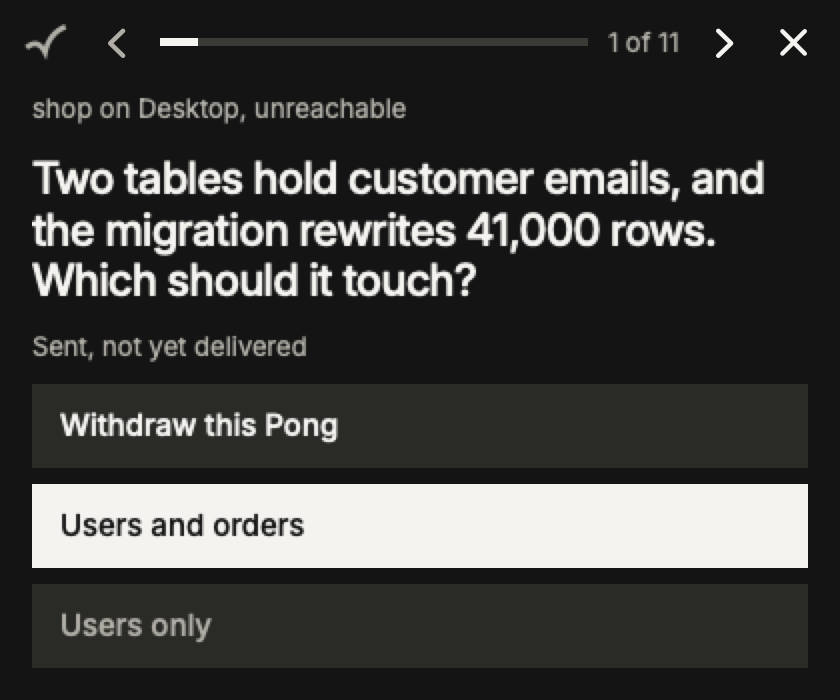 1 of 11
shop on Desktop, unreachable
Two tables hold customer emails, and
the migration rewrites 41,000 rows.
Which should it touch?
Sent, not yet delivered
Withdraw this Pong
Users and orders
Users only